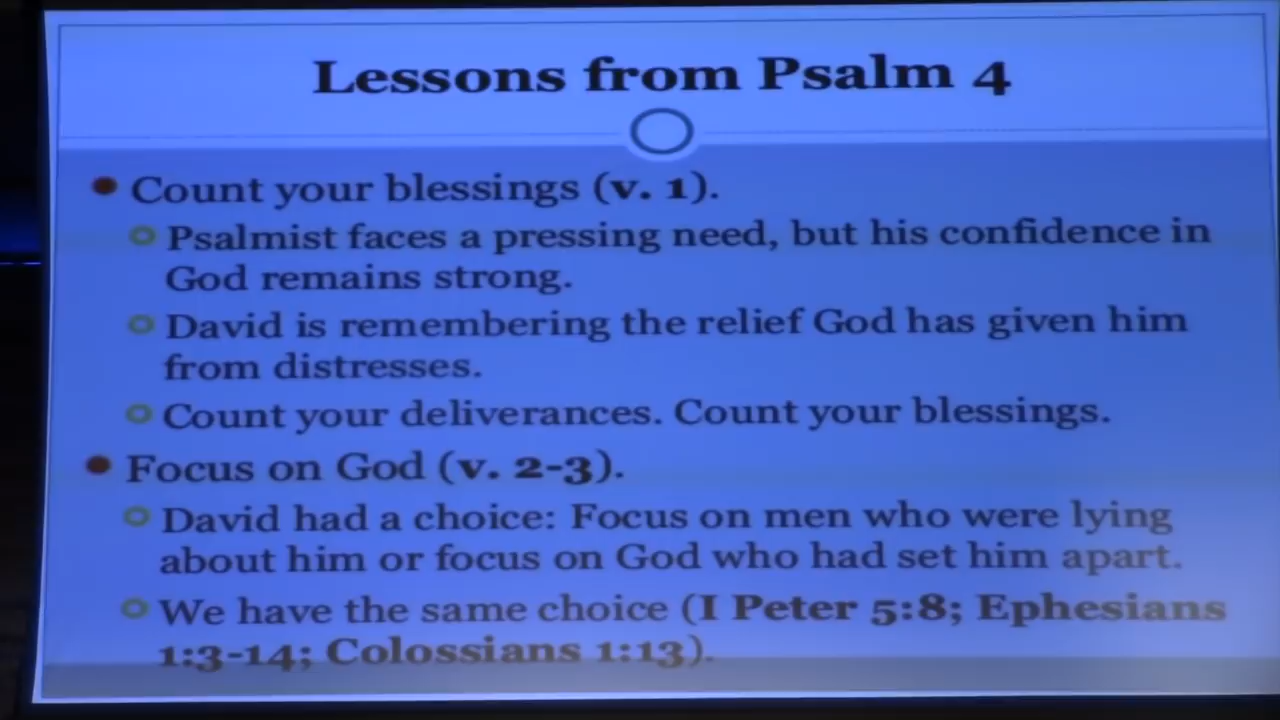 Lessons from Psalm 4
Count your blessings (v. 1).
Psalmist faces a pressing need, but his confidence in
God remains strong.
David is remembering the relief God has given him
from distresses.
Count your deliverances. Count your blessings.
Focus on God (v. 2-3).
David had a choice: Focus on men who were lying
about him or focus on God who had set him apart.
We have the same choice (I Peter 5:8; Ephesians
1:3-14; Colossians 1:13).